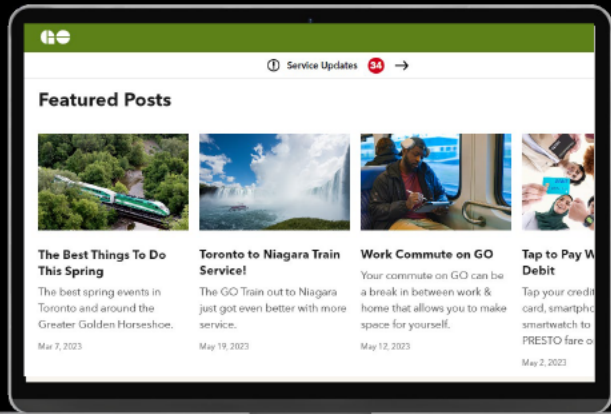 GO
Service Updates 34 →
Featured Posts
The Best Things To Do
This Spring
The best spring events in
Toronto and around the
Greater Golden Horseshoe.
Mar 7, 2023
Toronto to Niagara Train
Service!
The GO Train out to Niagara
just got even better with more
service.
May 19, 2023
Work Commute on GO
Your commute on GO can be
a break in between work &
home that allows you to make
space for yourself.
May 12, 2023
Tap to Pay W
Debit
Tap your credit
card, smartpho
smartwatch to
PRESTO fare o
May 2, 2023